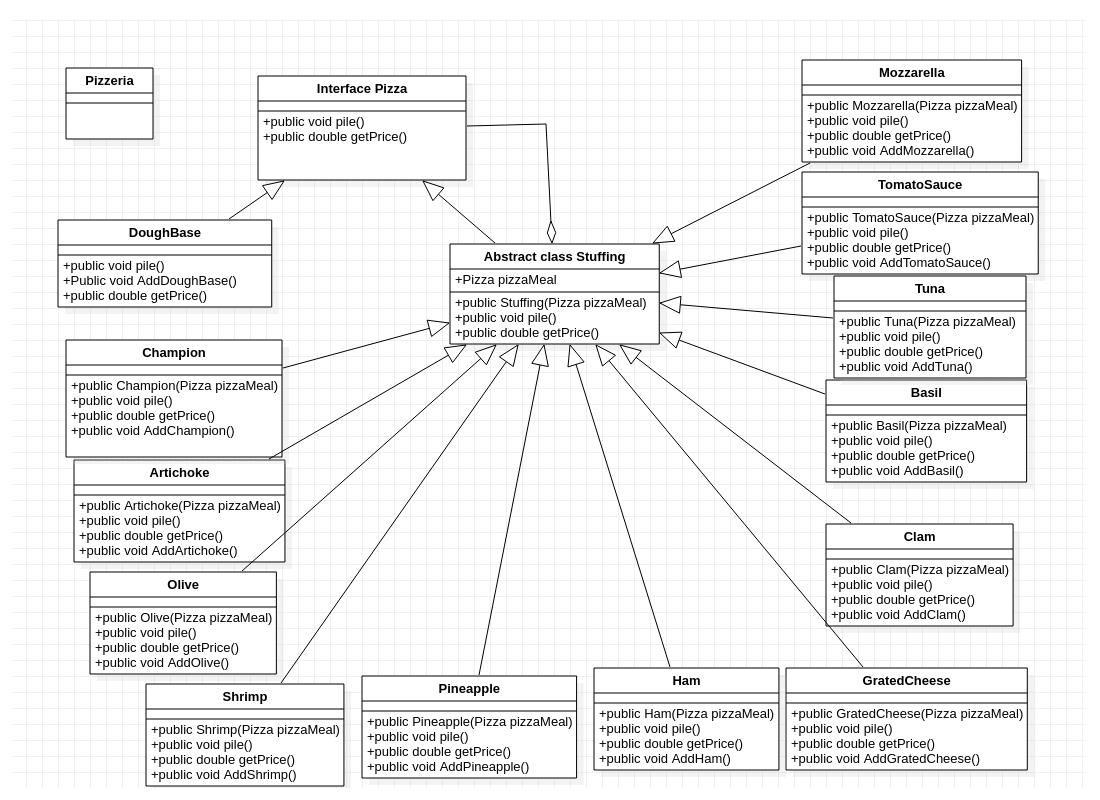 Pizzeria
Interface Pizza
+public void pile()
+public double getPrice()
Mozzarella
+public Mozzarella(Pizza pizzaMeal)
+public void pile()
+public double getPrice()
+public void AddMozzarella()
TomatoSauce
+public TomatoSauce(Pizza pizzaMeal)
+public void pile()
+public double getPrice()
+public void AddTomatoSauce()
DoughBase
+public void pile()
+Public void AddDoughBase()
+public double getPrice()
Abstract class Stuffing
+Pizza pizzaMeal
+public Stuffing(Pizza pizzaMeal)
+public void pile()
+public double getPrice()
Tuna
+public Tuna(Pizza pizzaMeal)
+public void pile()
+public double getPrice()
+public void AddTuna()
Champion
+public Champion(Pizza pizzaMeal)
+public void pile()
+public double getPrice()
+public void AddChampion()
Basil
+public Basil(Pizza pizzaMeal)
+public void pile()
+public double getPrice()
+public void AddBasil()
Artichoke
+public Artichoke(Pizza pizzaMeal)
+public void pile()
+public double getPrice()
+public void AddArtichoke()
Clam
+public Clam(Pizza pizzaMeal)
+public void pile()
+public double getPrice()
+public void AddClam()
Olive
+public Olive(Pizza pizzaMeal)
+public void pile()
+public double getPrice()
+public void AddOlive()
Shrimp
+public Shrimp(Pizza pizzaMeal)
+public void pile()
+public double getPrice()
+public void AddShrimp()
Pineapple
+public Pineapple(Pizza pizzaMeal)
+public void pile()
+public double getPrice()
+public void AddPineapple()
Ham
+public Ham(Pizza pizzaMeal)
+public void pile()
+public double getPrice()
+public void AddHam()
GratedCheese
+public GratedCheese(Pizza pizzaMeal)
+public void pile()
+public double getPrice()
+public void AddGratedCheese()